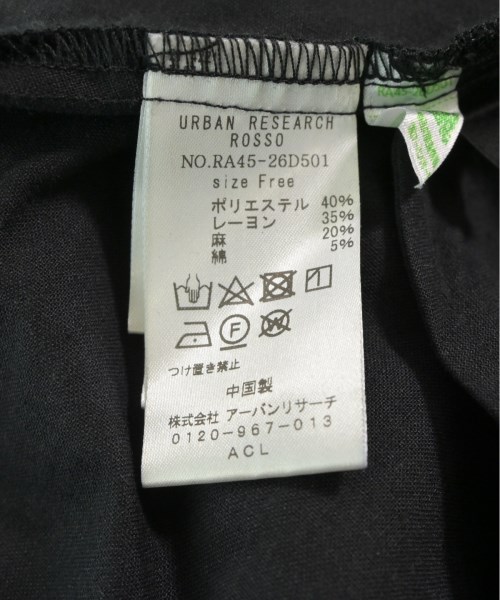 URBAN RESEARCH
ROSSO
NO.RA45-26D501
size Free
ポリエステル 40%
レーヨン 35%
麻 20%
綿 5%
F
W
つけ置き禁止
中国製
株式会社 アーバンリサーチ
0120-967-013
ACL